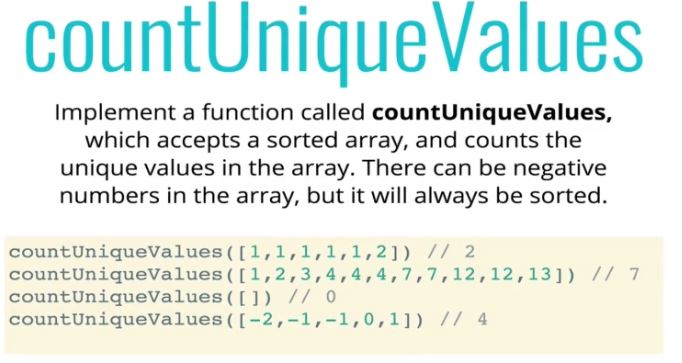 countUniqueValues
Implement a function called countUniqueValues,
which accepts a sorted array, and counts the
unique values in the array. There can be negative
numbers in the array, but it will always be sorted.
countUniqueValues([1,1,1,1,1,2]) // 2
countUniqueValues([1,2,3,4,4,4,7,7,12,12,13]) // 7
countUniqueValues([]) // 0
countUniqueValues([-2,-1,-1,0,1]) // 4